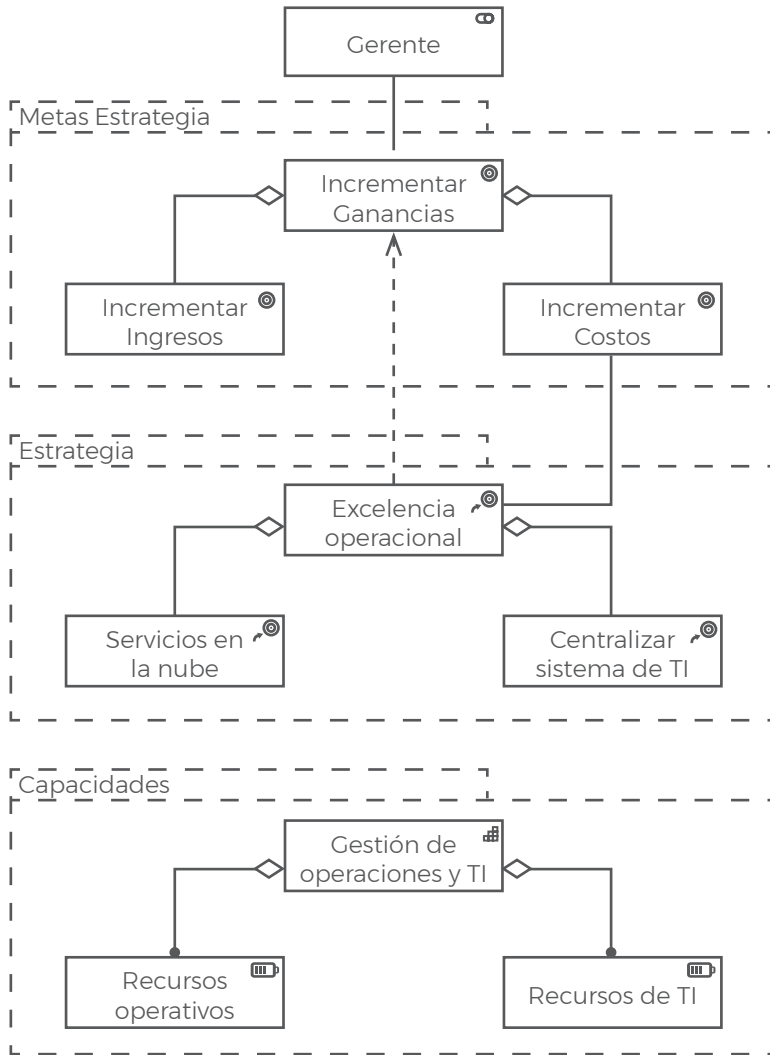 Gerente
Metas Estrategia
Incrementar
Ganancias
Incrementar
Ingresos
Incrementar
Costos
Estrategia
Excelencia
operacional
Servicios en
la nube
Centralizar
sistema de TI
Capacidades
Gestión de
operaciones y TI
Recursos
operativos
Recursos de TI